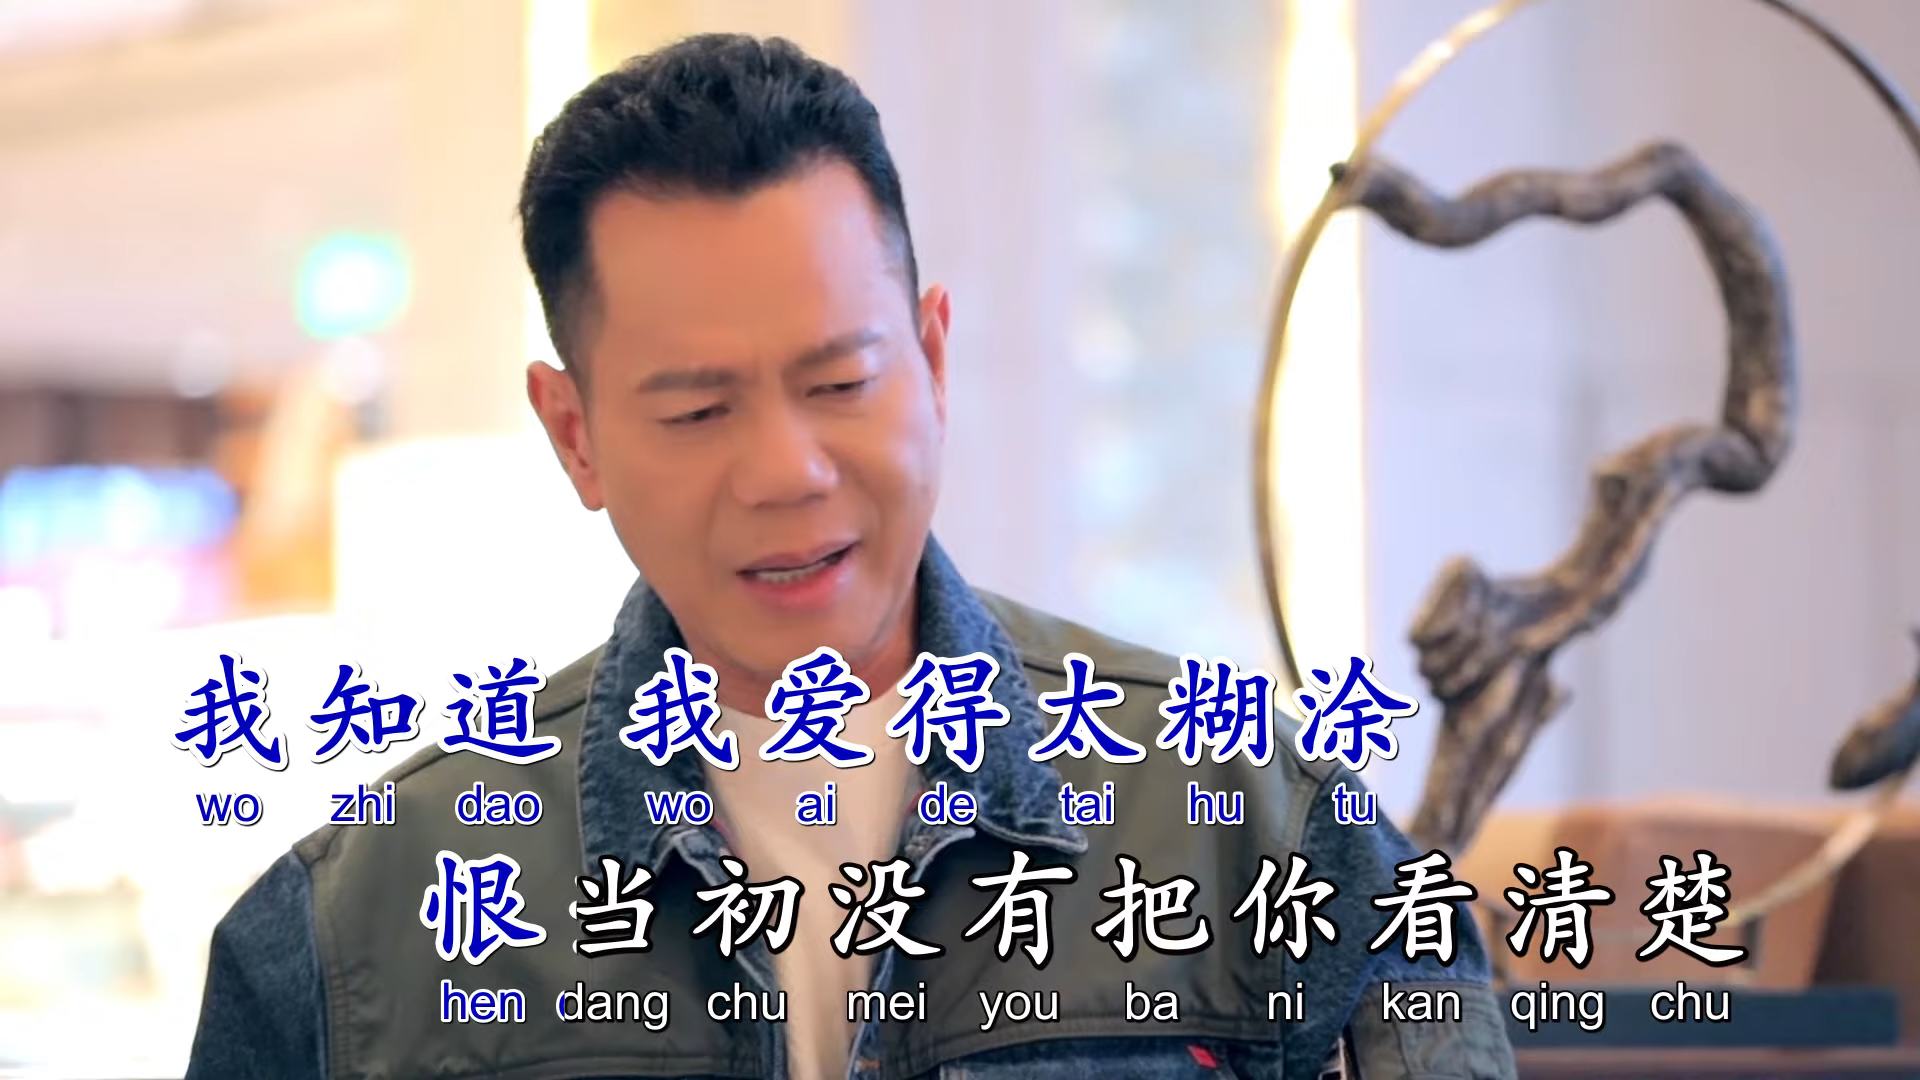 我知道 我爱得太糊涂
wo zhi dao wo ai de tai hu tu
恨当初没有把你看清楚
hen dang chu mei you ba ni kan qing chu